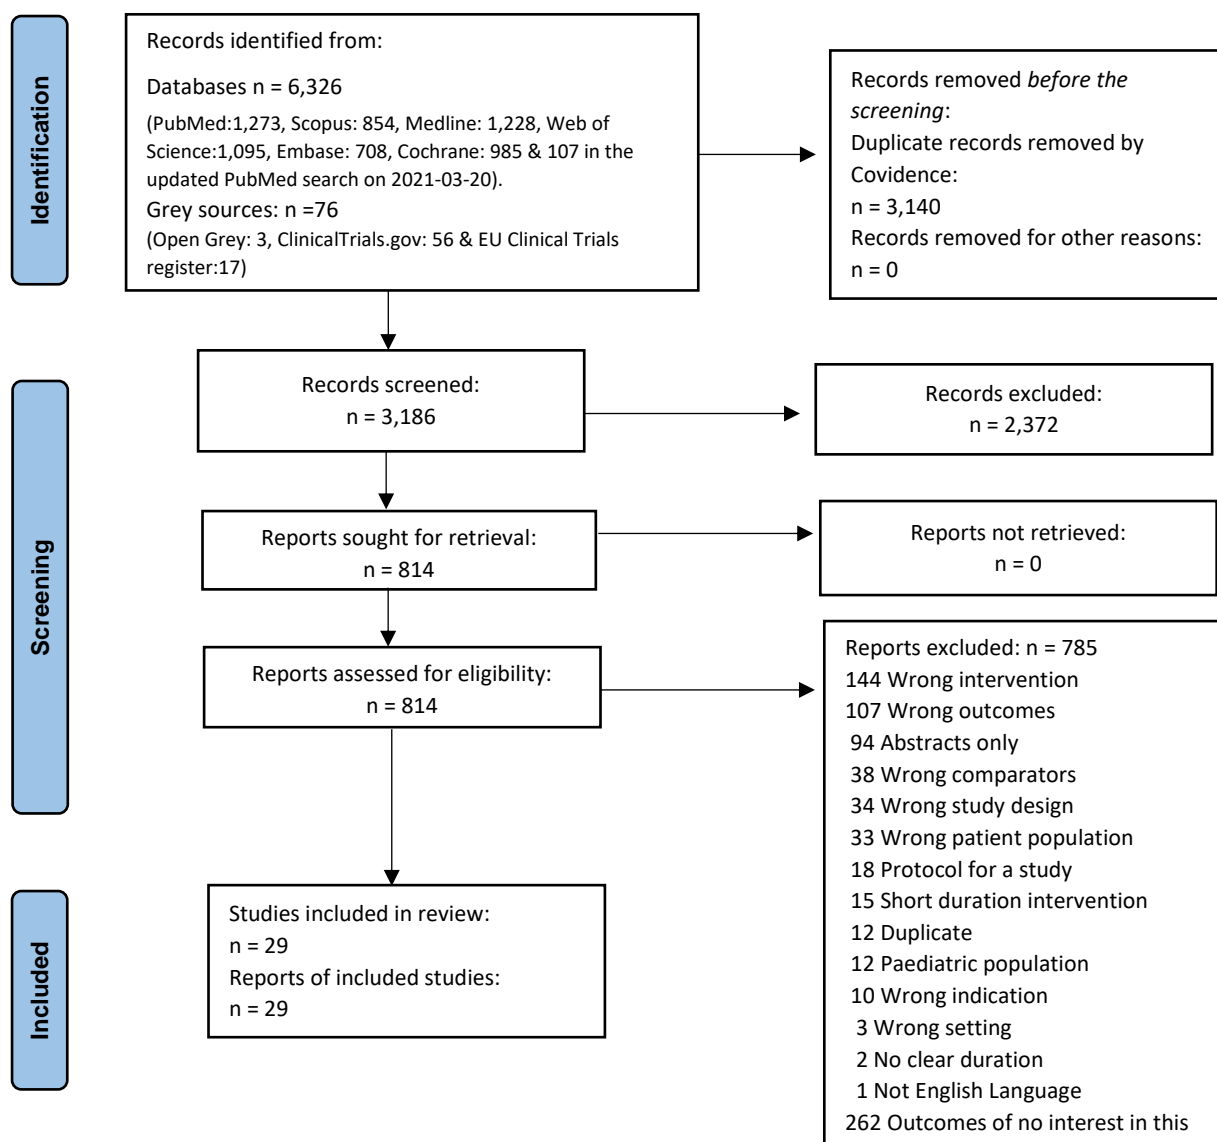 Identification
Records identified from:
Databases n = 6,326
(PubMed:1,273, Scopus: 854, Medline: 1,228, Web of
Science:1,095, Embase: 708, Cochrane: 985 & 107 in the
updated PubMed search on 2021-03-20).
Grey sources: n =76
(Open Grey: 3, ClinicalTrials.gov: 56 & EU Clinical Trials
register:17)
Records removed before the
screening:
Duplicate records removed by
Covidence:
n = 3,140
Records removed for other reasons:
n = 0
Screening
Records screened:
n = 3,186
Records excluded:
n = 2,372
Reports sought for retrieval:
n = 814
Reports not retrieved:
n = 0
Reports assessed for eligibility:
n = 814
Reports excluded: n = 785
144 Wrong intervention
107 Wrong outcomes
94 Abstracts only
38 Wrong comparators
34 Wrong study design
33 Wrong patient population
18 Protocol for a study
15 Short duration intervention
12 Duplicate
12 Paediatric population
10 Wrong indication
3 Wrong setting
2 No clear duration
1 Not English Language
262 Outcomes of no interest in this
Included
Studies included in review:
n = 29
Reports of included studies:
n = 29